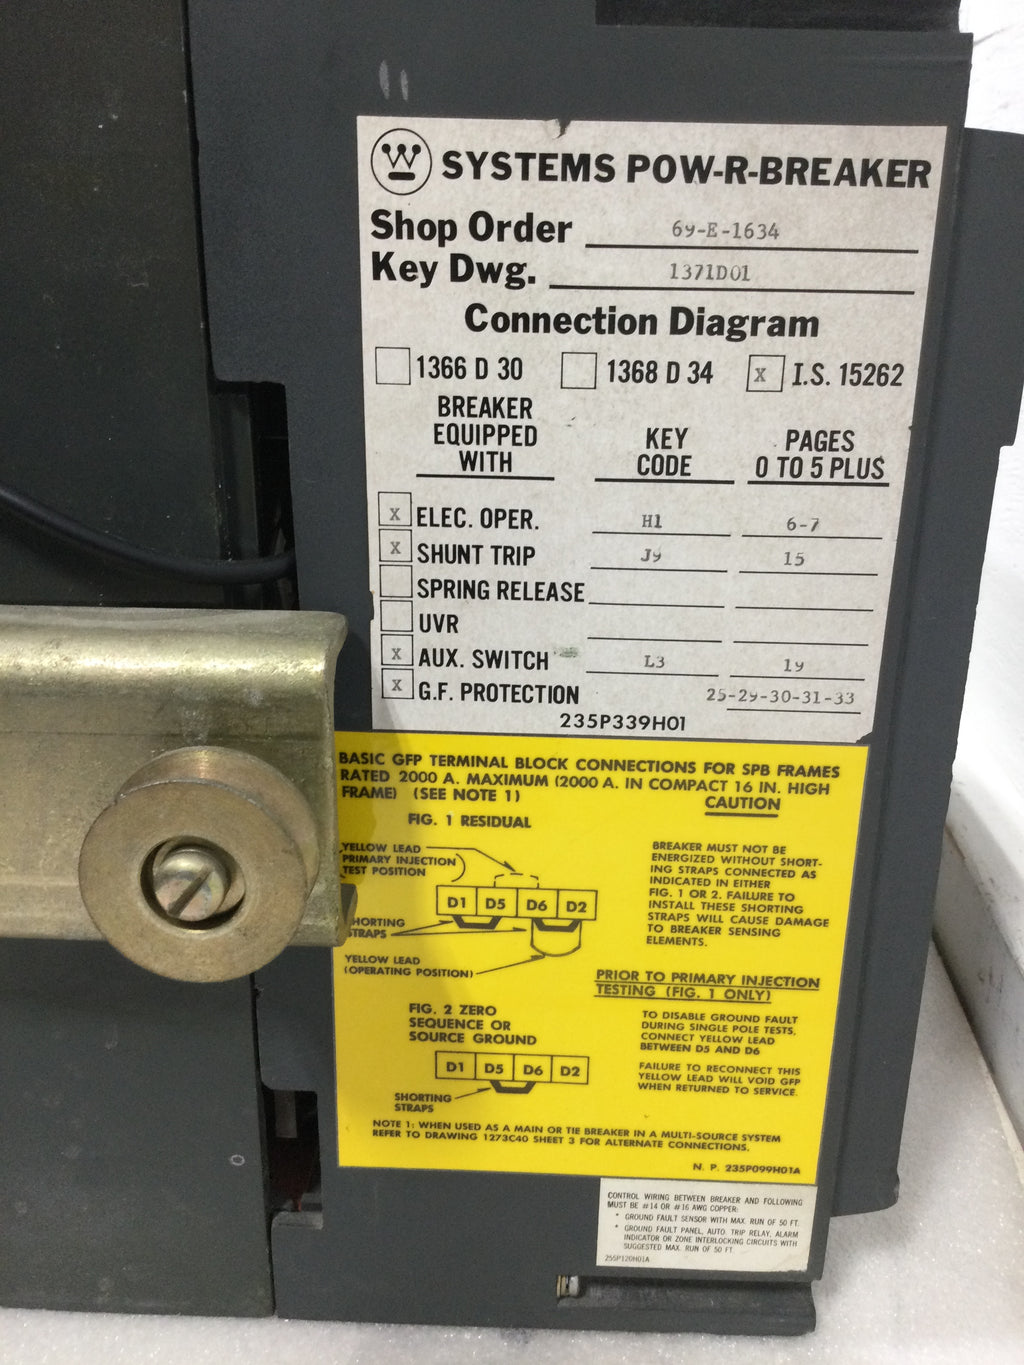 W SYSTEMS POW-R-BREAKER
Shop Order 69-E-1634
Key Dwg. 1371D01
Connection Diagram
1366 D 30 1368 D 34 x I.S. 15262
BREAKER
EQUIPPED
WITH
KEY
CODE
PAGES
0 TO 5 PLUS
x ELEC. OPER. H1 6-7
x SHUNT TRIP J9 15
SPRING RELEASE
UVR
x AUX. SWITCH L3 19
x G.F. PROTECTION 25-29-30-31-33
235P339H01
BASIC GFP TERMINAL BLOCK CONNECTIONS FOR SPB FRAMES
RATED 2000 A. MAXIMUM (2000 A. IN COMPACT 16 IN. HIGH
FRAME) (SEE NOTE 1)
CAUTION
FIG. 1 RESIDUAL
YELLOW LEAD
PRIMARY INJECTION
TEST POSITION
D1 D5 D6 D2
SHORTING
STRAPS
YELLOW LEAD
(OPERATING POSITION)
BREAKER MUST NOT BE
ENERGIZED WITHOUT SHORT-
ING STRAPS CONNECTED AS
INDICATED IN EITHER
FIG. 1 OR 2. FAILURE TO
INSTALL THESE SHORTING
STRAPS WILL CAUSE DAMAGE
TO BREAKER SENSING
ELEMENTS.
PRIOR TO PRIMARY INJECTION
TESTING (FIG. 1 ONLY)
FIG. 2 ZERO
SEQUENCE OR
SOURCE GROUND
D1 D5 D6 D2
SHORTING
STRAPS
TO DISABLE GROUND FAULT
DURING SINGLE POLE TESTS,
CONNECT YELLOW LEAD
BETWEEN D5 AND D6
FAILURE TO RECONNECT THIS
YELLOW LEAD WILL VOID GFP
WHEN RETURNED TO SERVICE.
NOTE 1: WHEN USED AS A MAIN OR TIE BREAKER IN A MULTI-SOURCE SYSTEM
REFER TO DRAWING 1273C40 SHEET 3 FOR ALTERNATE CONNECTIONS.
N. P. 235P099H01A
CONTROL WIRING BETWEEN BREAKER AND FOLLOWING
MUST BE #14 OR #16 AWG COPPER:
* GROUND FAULT SENSOR WITH MAX. RUN OF 50 FT.
* GROUND FAULT PANEL, AUTO. TRIP RELAY, ALARM
INDICATOR OR ZONE INTERLOCKING CIRCUITS WITH
SUGGESTED MAX. RUN OF 50 FT.
255P120H01A